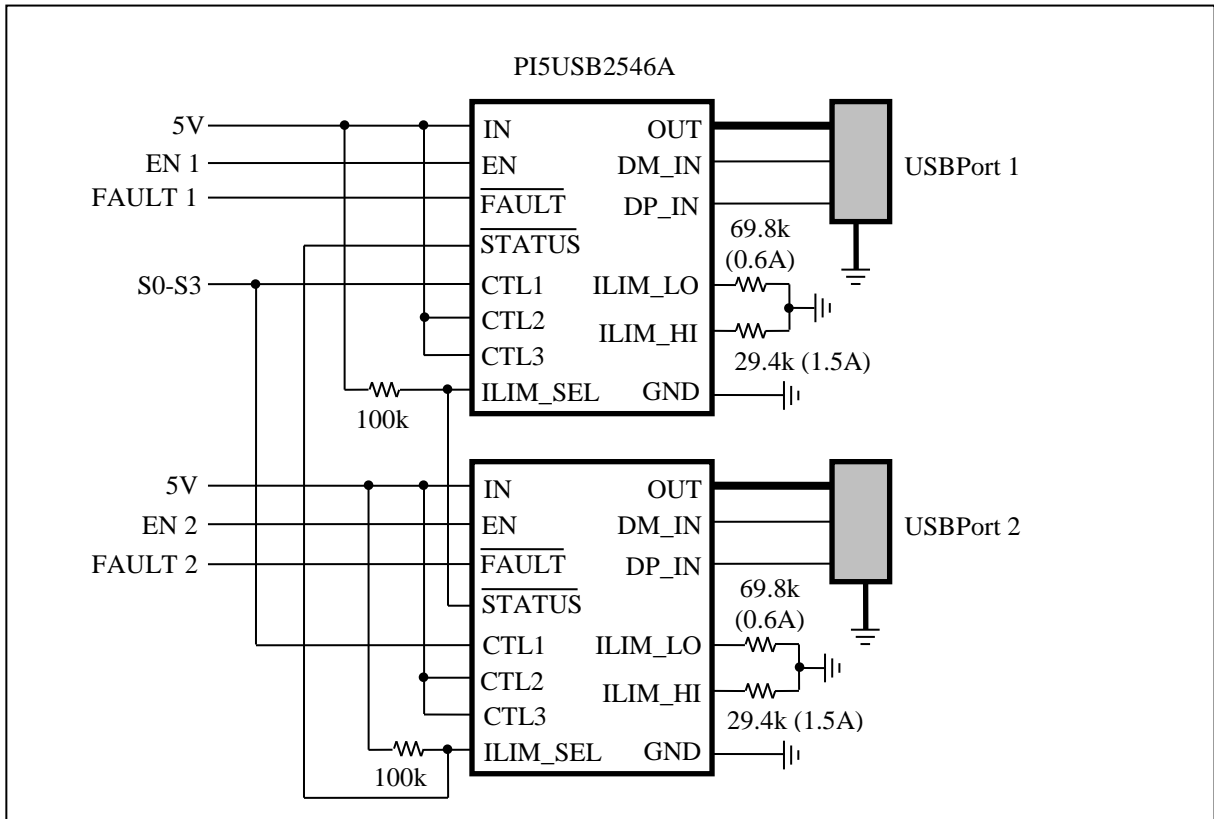 PI5USB2546A
5V
EN 1
FAULT 1
S0-S3
IN
EN
FAULT
STATUS
CTL1
CTL2
CTL3
ILIM_SEL
OUT
DM_IN
DP_IN
ILIM_LO
ILIM_HI
GND
100k
69.8k
(0.6A)
29.4k (1.5A)
USBPort 1
5V
EN 2
FAULT 2
IN
EN
FAULT
STATUS
CTL1
CTL2
CTL3
ILIM_SEL
OUT
DM_IN
DP_IN
ILIM_LO
ILIM_HI
GND
100k
69.8k
(0.6A)
29.4k (1.5A)
USBPort 2